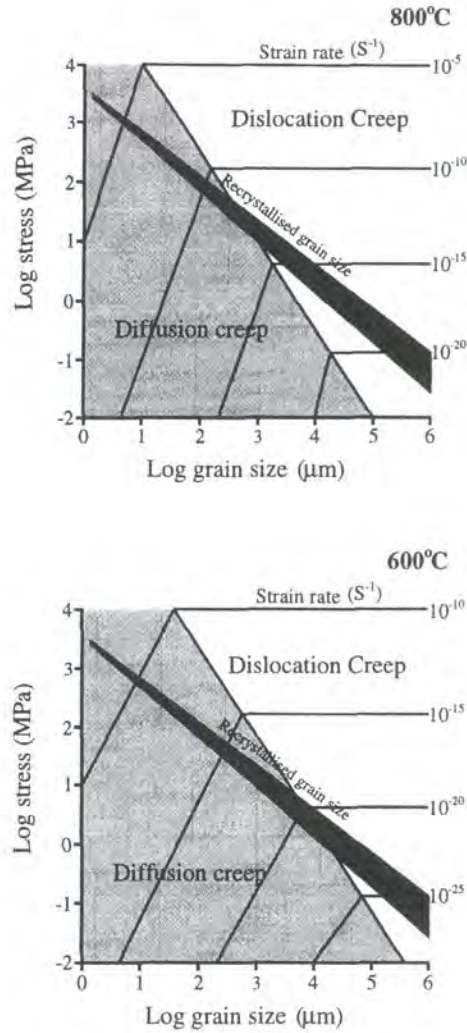 800°C
Strain rate (S⁻¹)
4
3
2
1
0
-1
-2
Log stress (MPa)
10⁻⁵
10⁻¹⁰
10⁻¹⁵
10⁻²⁰
Dislocation Creep
Recrystallised grain size
Diffusion creep
0 1 2 3 4 5 6
Log grain size (μm)
600°C
Strain rate (S⁻¹)
4
3
2
1
0
-1
-2
Log stress (MPa)
10⁻¹⁰
10⁻¹⁵
10⁻²⁰
10⁻²⁵
Dislocation Creep
Recrystallised grain size
Diffusion creep
0 1 2 3 4 5 6
Log grain size (μm)